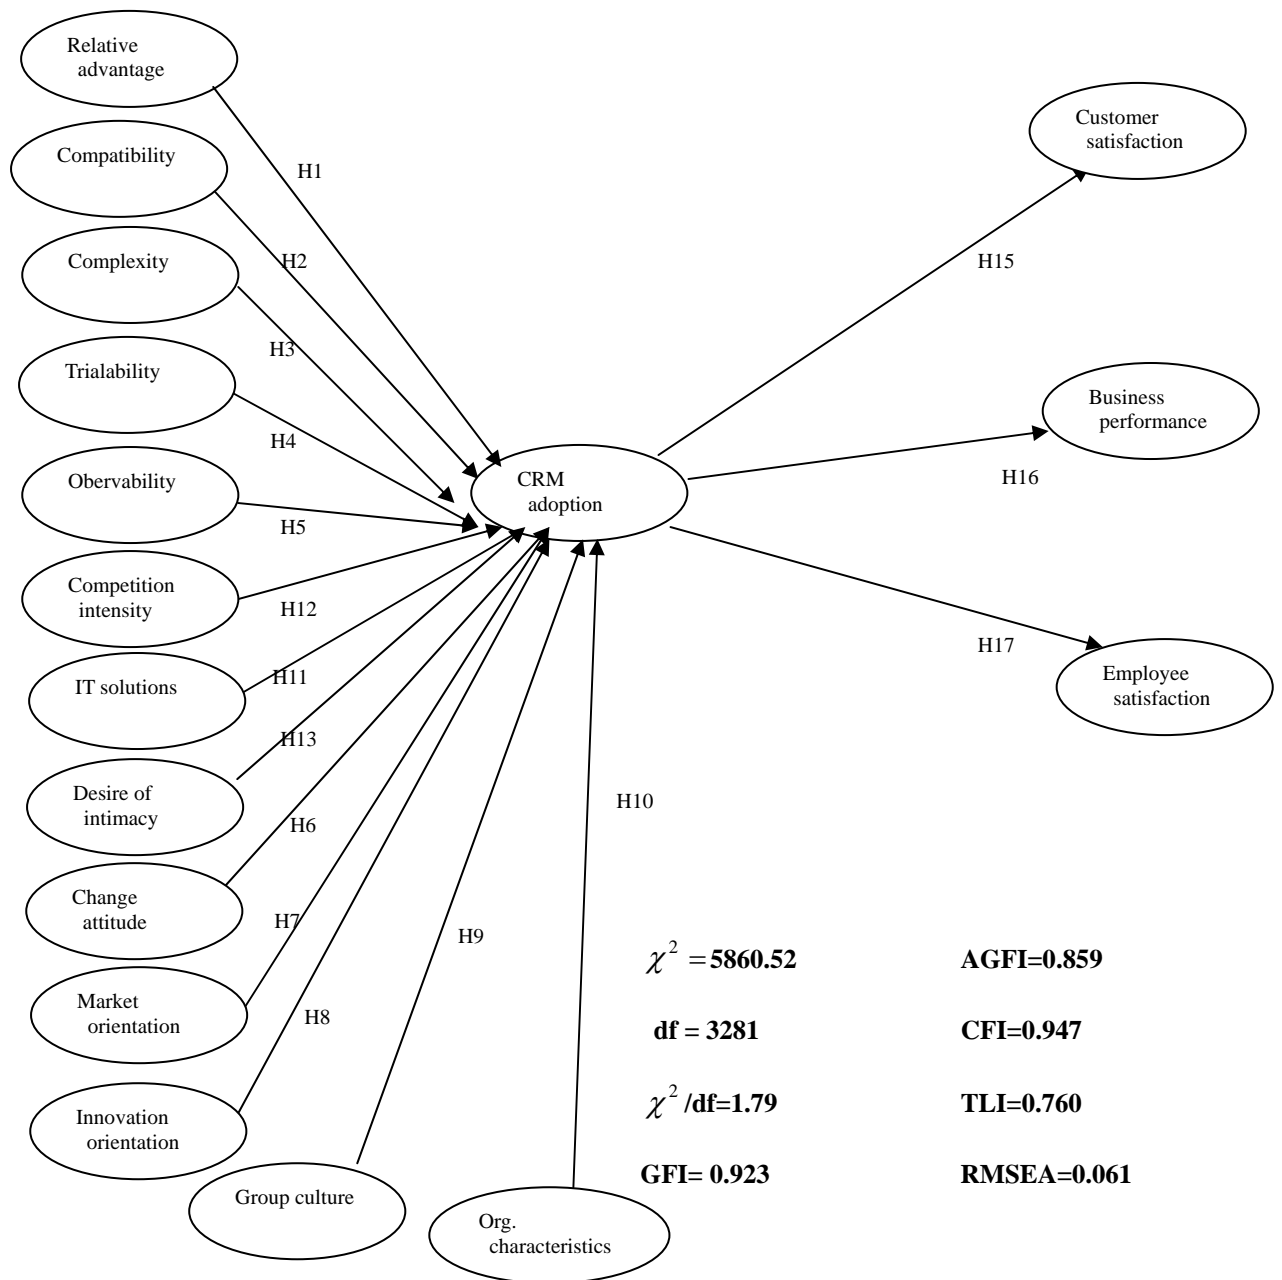 Relative
advantage
Compatibility
Complexity
Trialability
Obervability
Competition
intensity
IT solutions
Desire of
intimacy
Change
attitude
Market
orientation
Innovation
orientation
Group culture
Org.
characteristics
H1
H2
H3
H4
H5
H12
H11
H13
H6
H7
H8
H9
H10
CRM
adoption
H15
H16
H17
Customer
satisfaction
Business
performance
Employee
satisfaction
χ² =5860.52
df = 3281
χ² /df=1.79
GFI= 0.923
AGFI=0.859
CFI=0.947
TLI=0.760
RMSEA=0.061